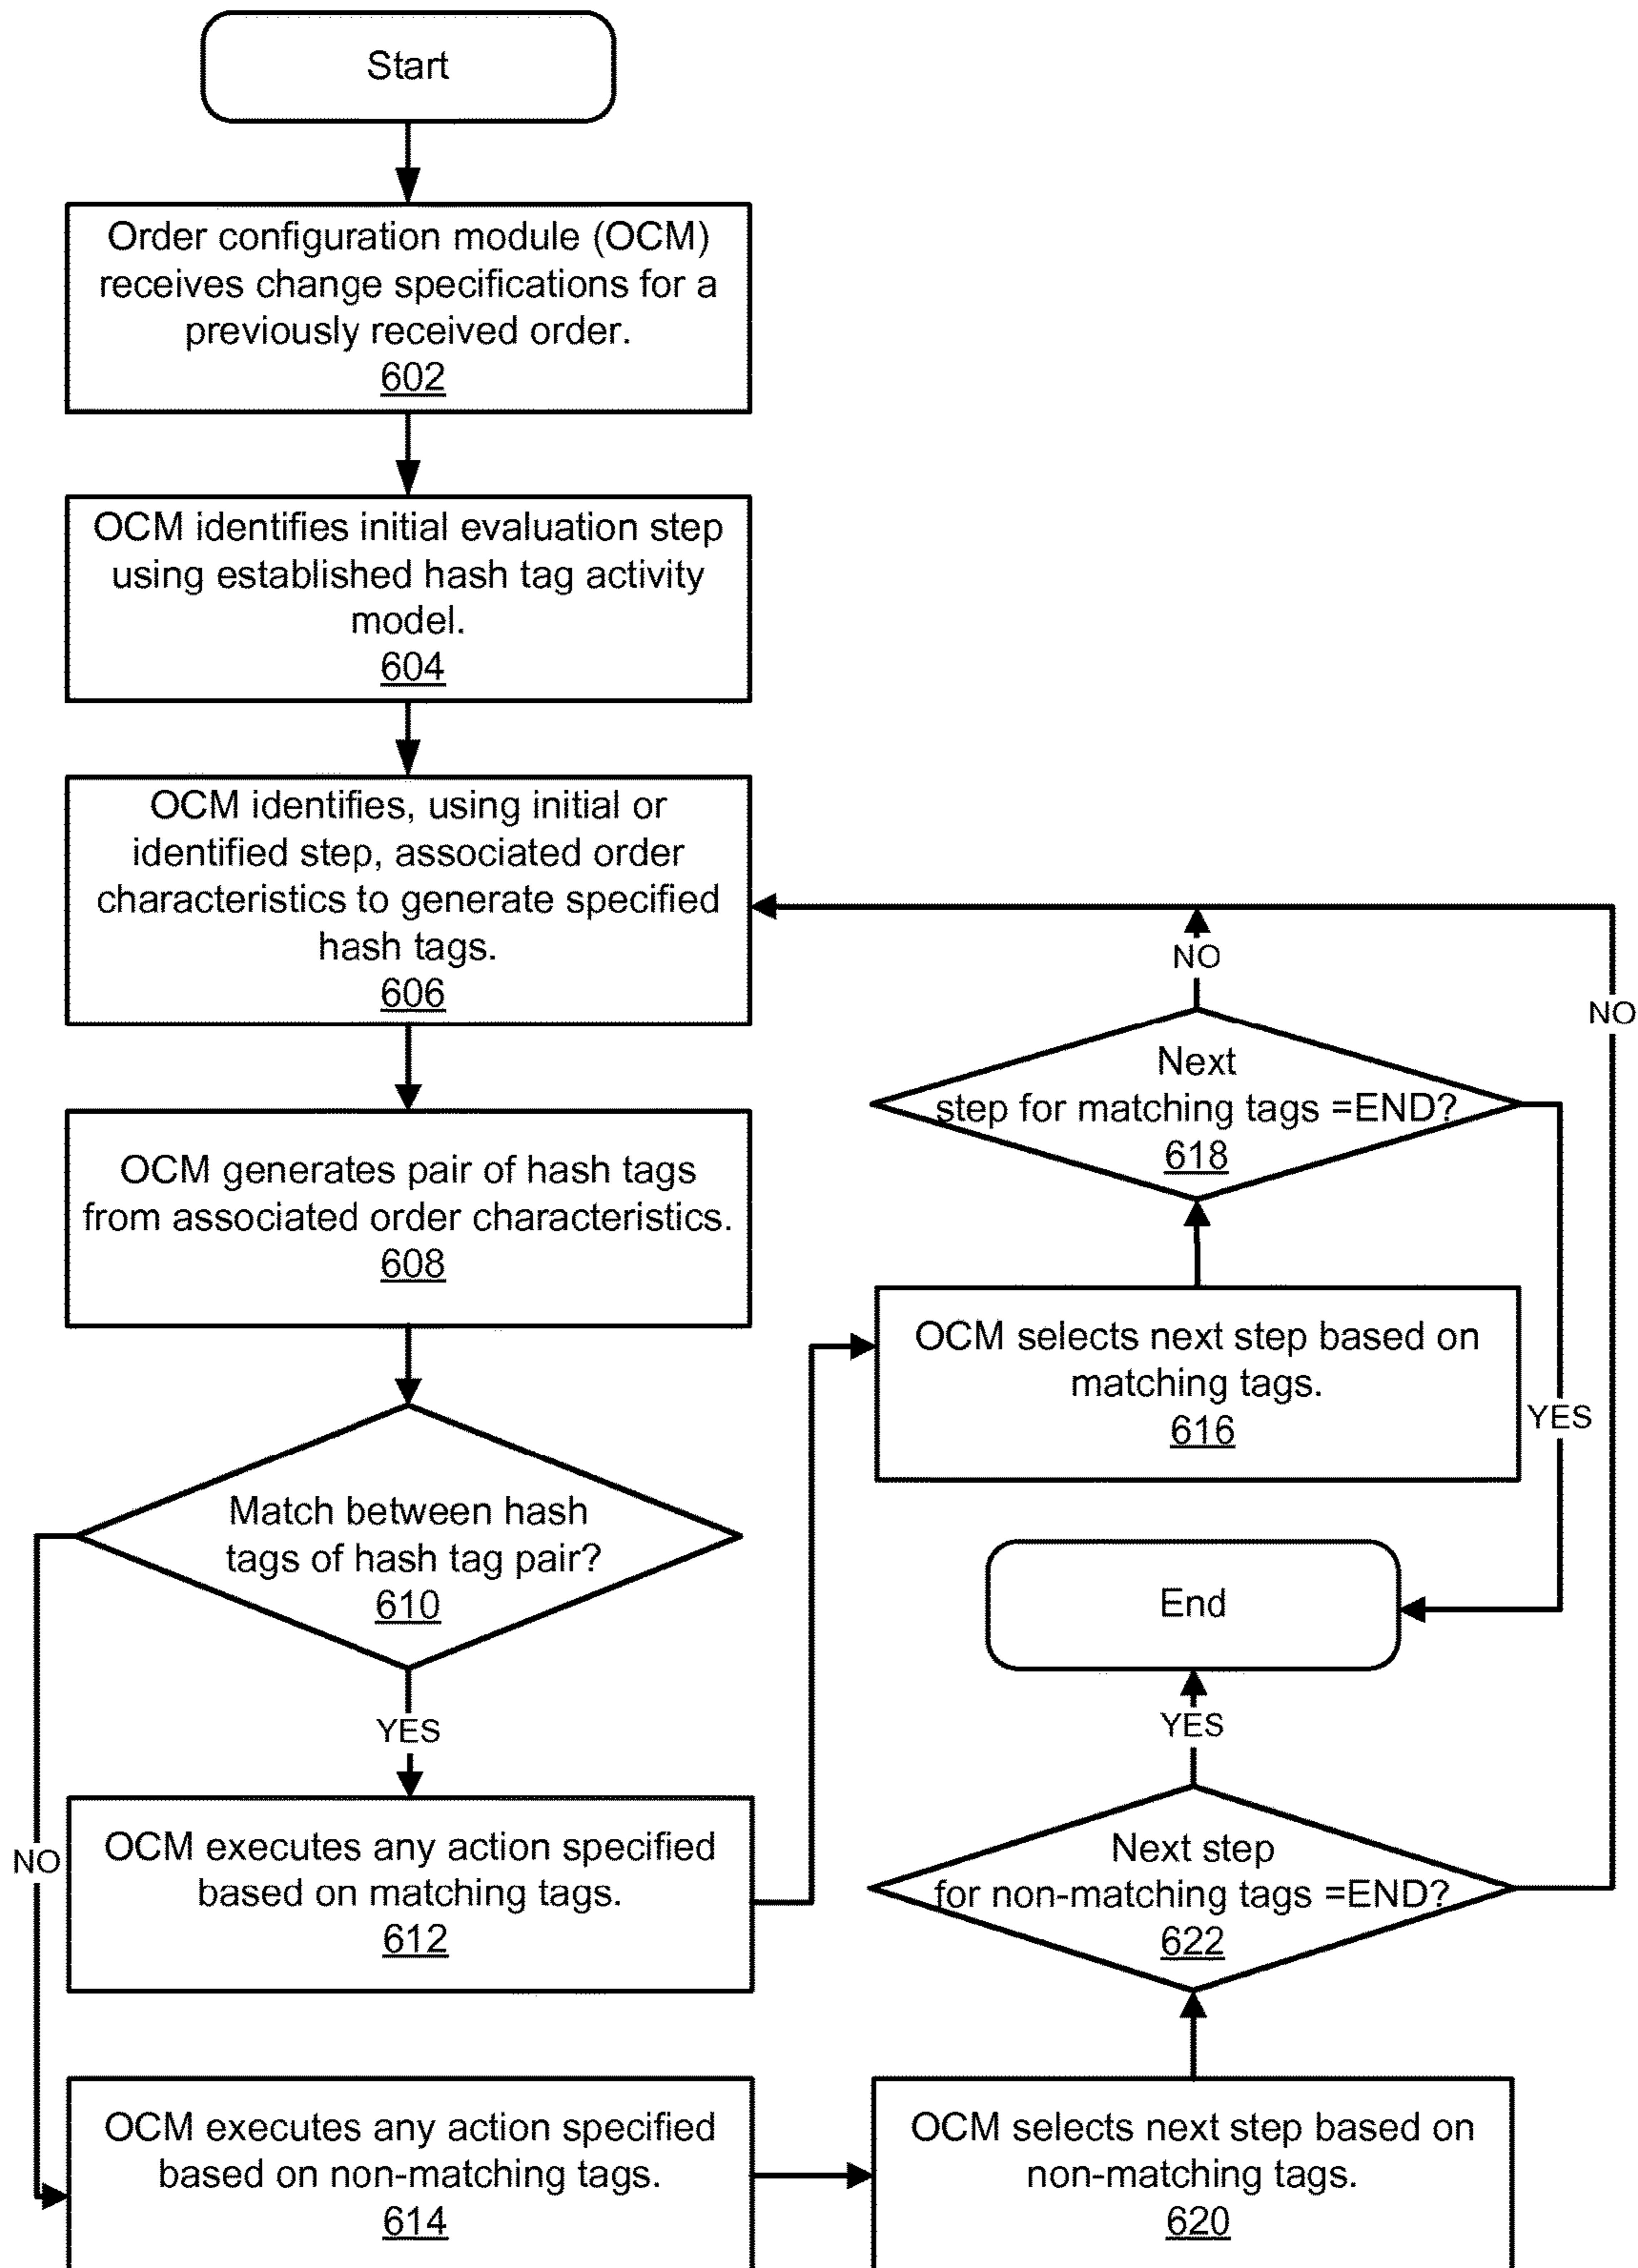 Start
Order configuration module (OCM)
receives change specifications for a
previously received order.
602
OCM identifies initial evaluation step
using established hash tag activity
model.
604
OCM identifies, using initial or
identified step, associated order
characteristics to generate specified
hash tags.
606
OCM generates pair of hash tags
from associated order characteristics.
608
Match between hash
tags of hash tag pair?
610
YES
NO
OCM executes any action specified
based on matching tags.
612
OCM executes any action specified
based on non-matching tags.
614
OCM selects next step based on
matching tags.
616
Next
step for matching tags =END?
618
NO
YES
OCM selects next step based on
non-matching tags.
620
Next step
for non-matching tags =END?
622
YES
NO
End